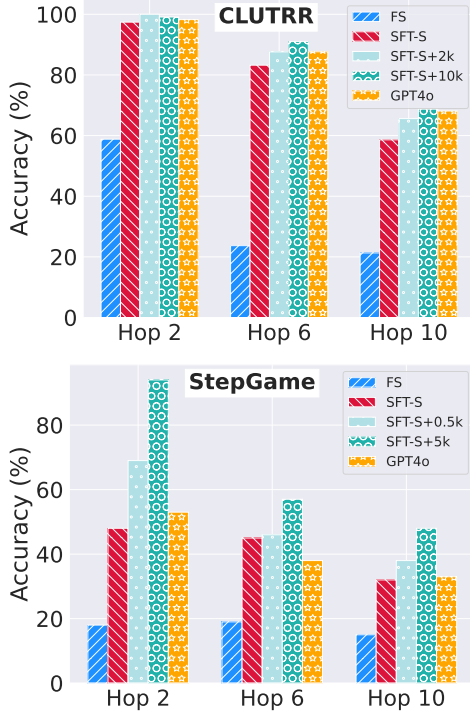 CLUTRR
FS
SFT-S
SFT-S+2k
SFT-S+10k
GPT4o
Accuracy (%)
100
80
60
40
20
0
Hop 2 Hop 6 Hop 10
StepGame
FS
SFT-S
SFT-S+0.5k
SFT-S+5k
GPT4o
Accuracy (%)
80
60
40
20
0
Hop 2 Hop 6 Hop 10